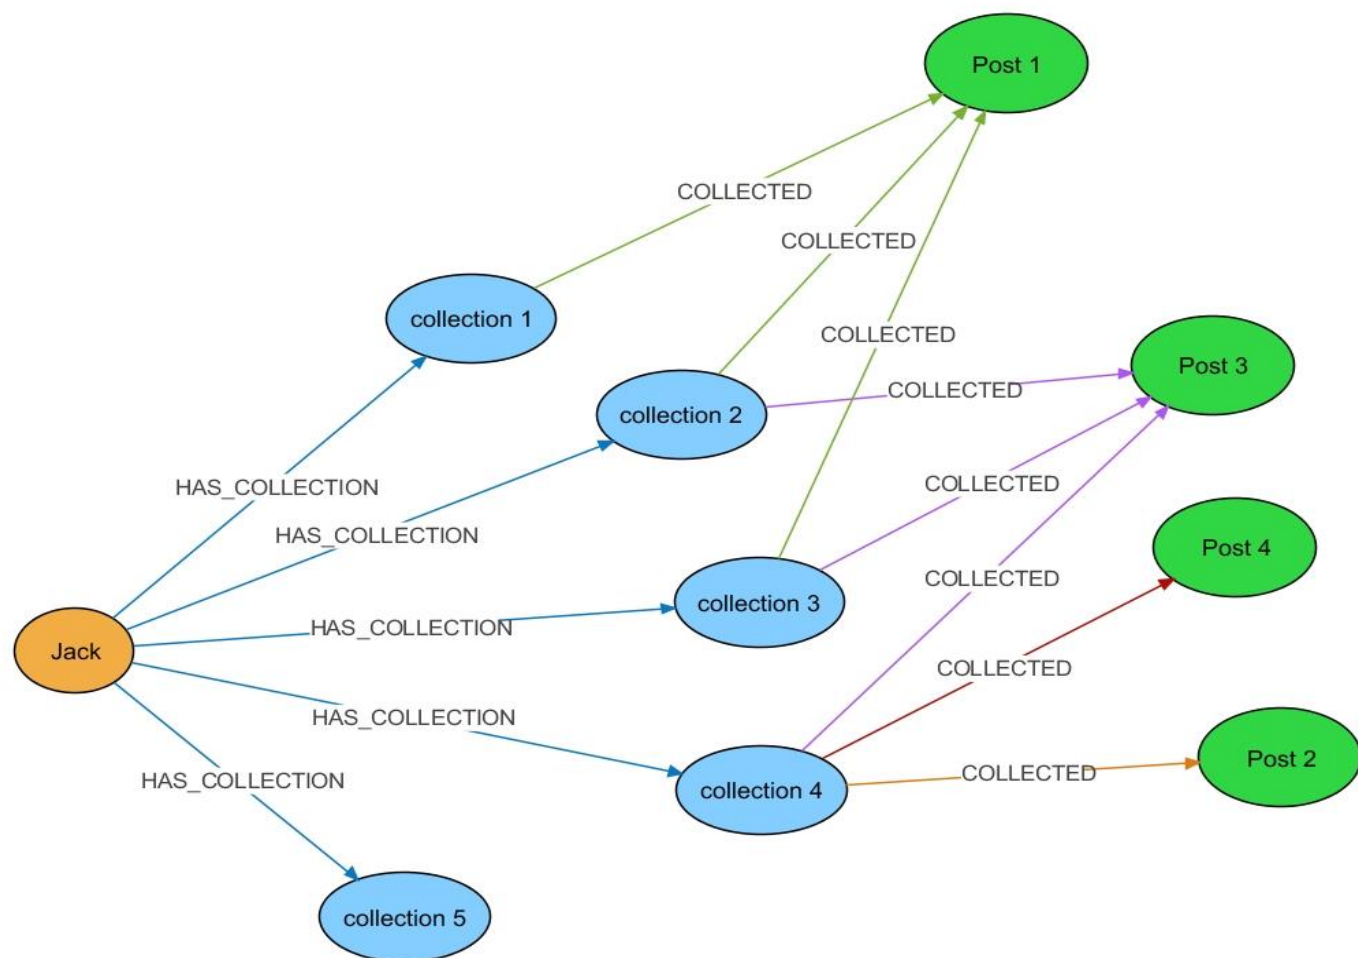 Post 1
COLLECTED
COLLECTED
collection 1
COLLECTED
Post 3
COLLECTED
collection 2
HAS_COLLECTION
COLLECTED
HAS_COLLECTION
Post 4
COLLECTED
collection 3
HAS_COLLECTION
Jack
COLLECTED
HAS_COLLECTION
Post 2
COLLECTED
HAS_COLLECTION
collection 4
collection 5